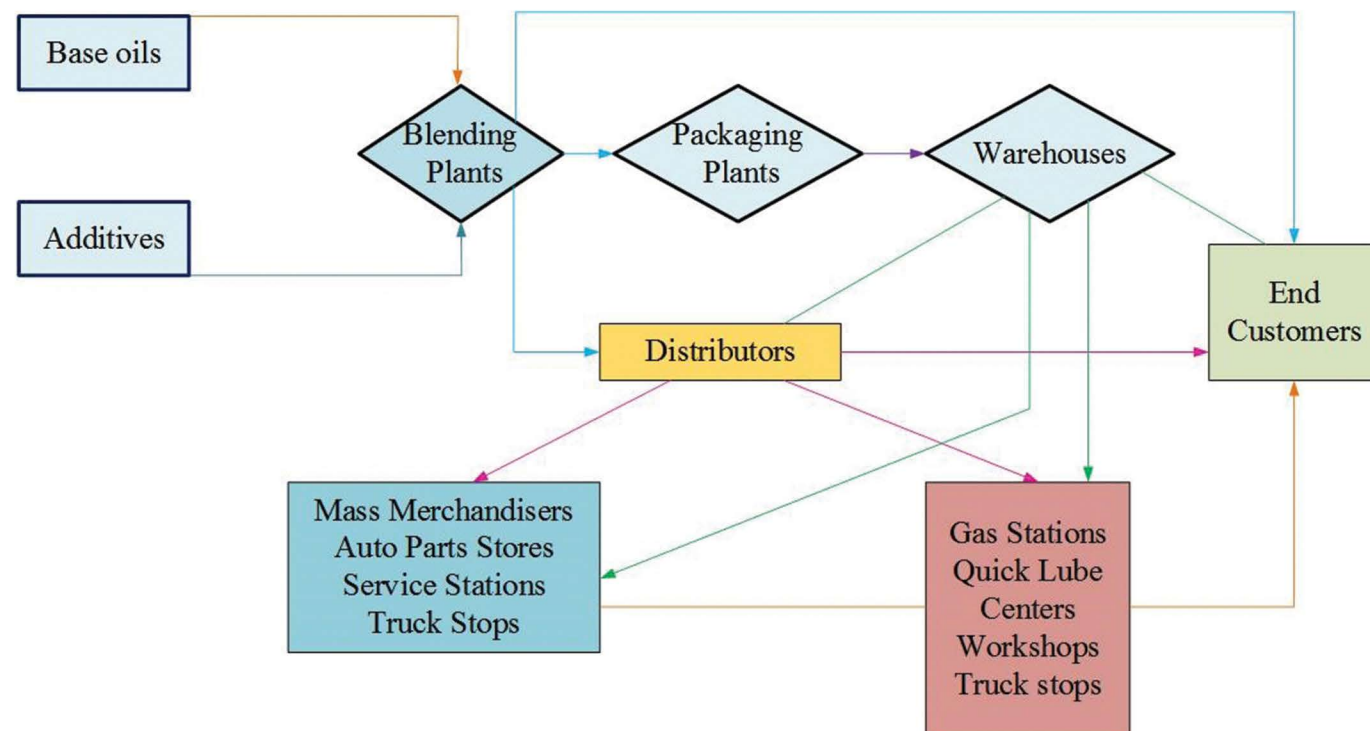 Base oils
Additives
Blending
Plants
Packaging
Plants
Warehouses
End
Customers
Distributors
Mass Merchandisers
Auto Parts Stores
Service Stations
Truck Stops
Gas Stations
Quick Lube
Centers
Workshops
Truck stops